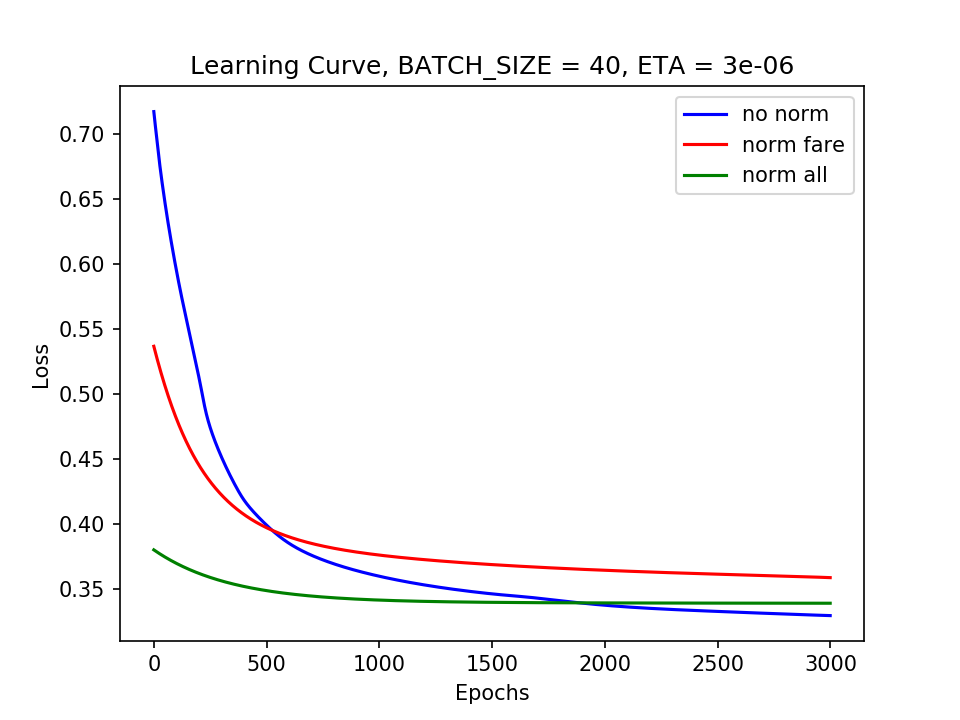 Learning Curve, BATCH_SIZE = 40, ETA = 3e-06
no norm
norm fare
norm all
0.70
0.65
0.60
0.55
0.50
0.45
0.40
0.35
Loss
0
500
1000
1500
2000
2500
3000
Epochs